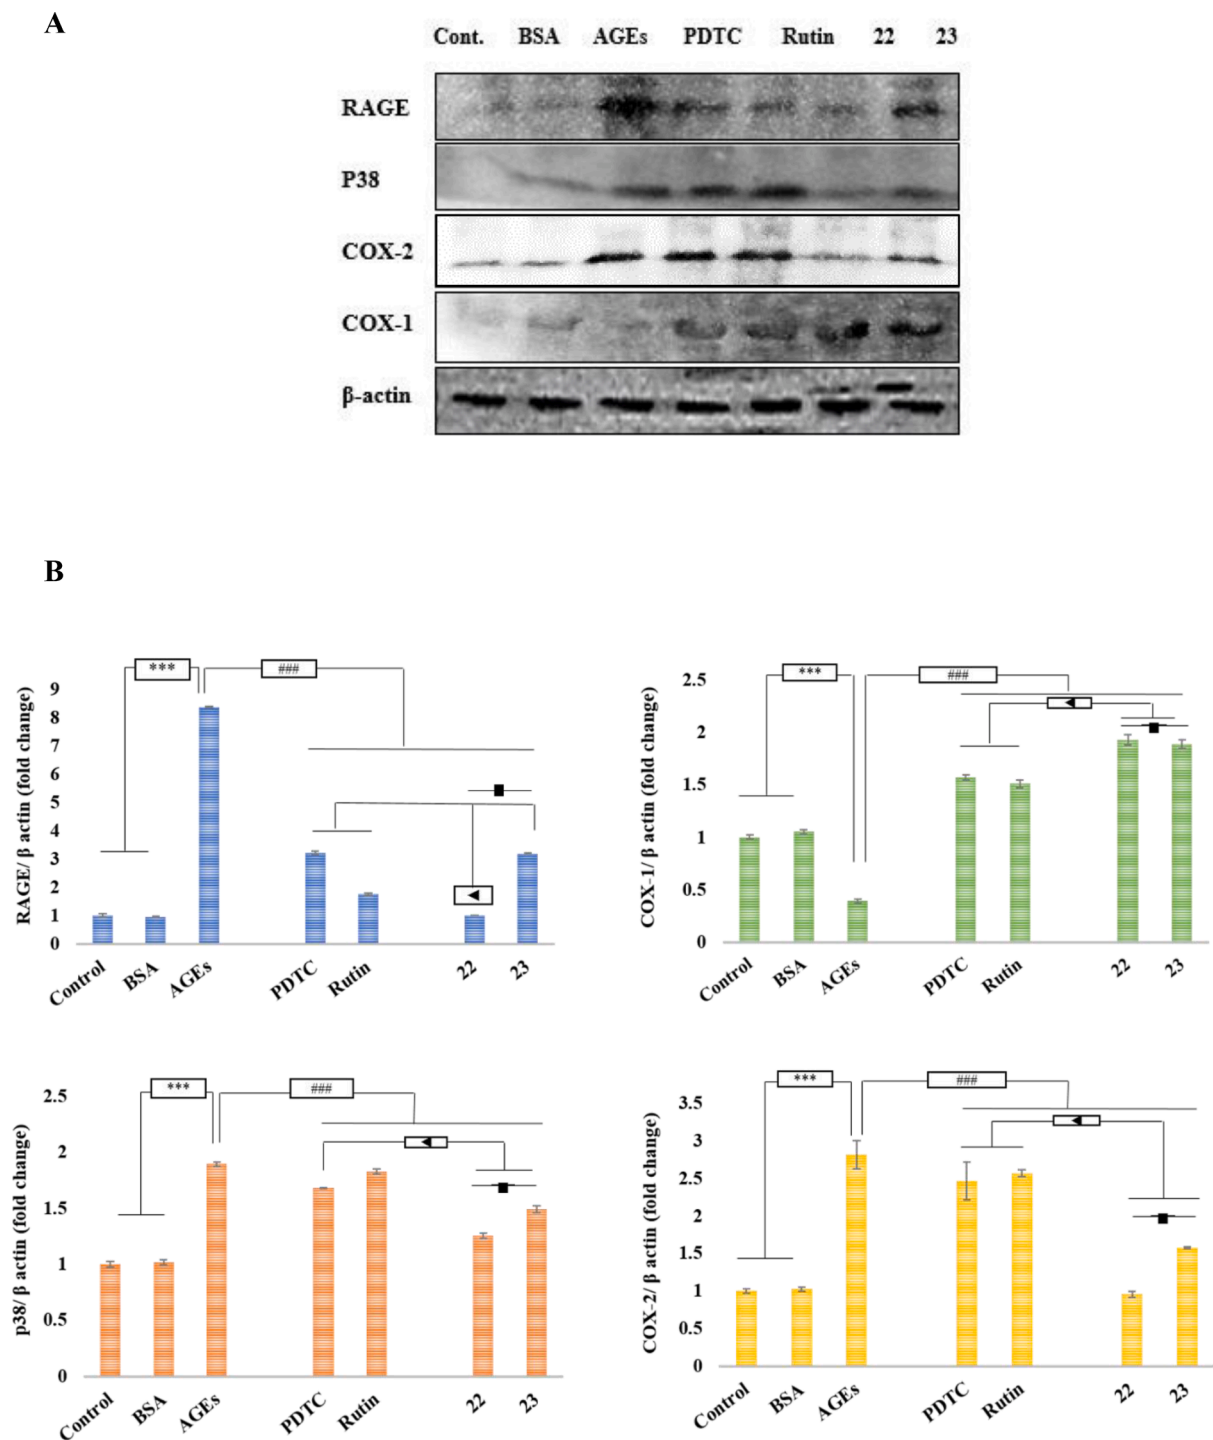 A
Cont. BSA AGEs PDTC Rutin 22 23
RAGE
P38
COX-2
COX-1
β-actin
B
RAGE/ β actin (fold change)
9
8
7
6
5
4
3
2
1
0
***
###
Control BSA AGEs PDTC Rutin 22 23
COX-1/ β actin (fold change)
2.5
2
1.5
1
0.5
0
***
###
Control BSA AGEs PDTC Rutin 22 23
p38/ β actin (fold change)
2.5
2
1.5
1
0.5
0
***
###
Control BSA AGEs PDTC Rutin 22 23
COX-2/ β actin (fold change)
3.5
3
2.5
2
1.5
1
0.5
0
***
###
Control BSA AGEs PDTC Rutin 22 23